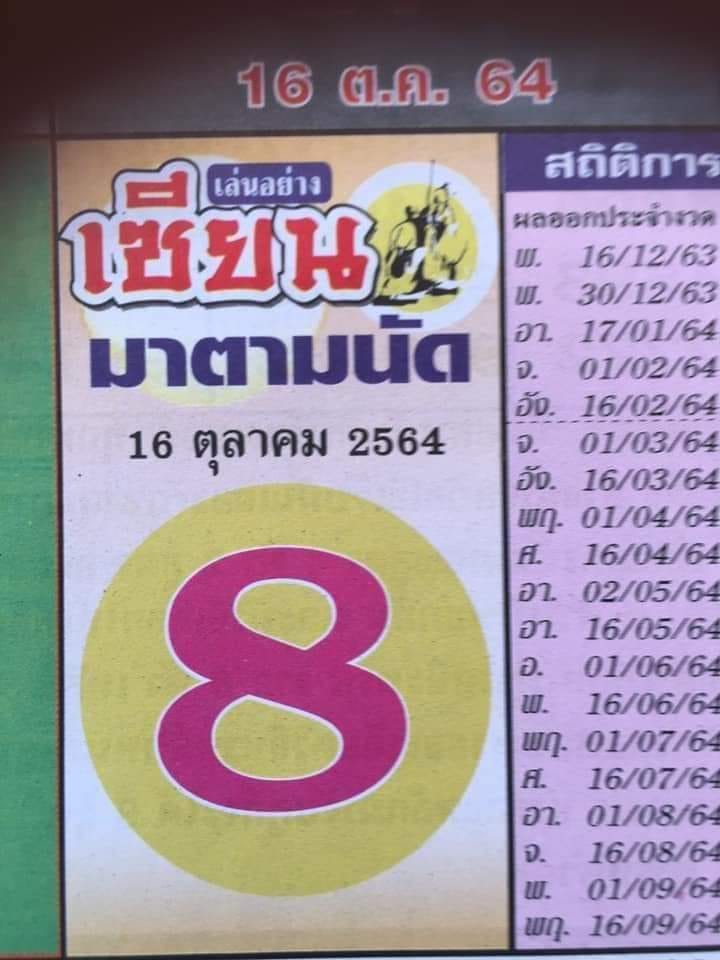 16 ต.ค. 64
เล่นอย่าง
เซียน
มาตามนัด
16 ตุลาคม 2564
8
สถิติการ
ผลออกประจำงวด
พ. 16/12/63
พ. 30/12/63
อา. 17/01/64
จ. 01/02/64
อัง. 16/02/64
จ. 01/03/64
อัง. 16/03/64
พฤ. 01/04/64
ศ. 16/04/64
อา. 02/05/64
อา. 16/05/64
อ. 01/06/64
พ. 16/06/64
พฤ. 01/07/64
ศ. 16/07/64
อา. 01/08/64
จ. 16/08/64
พ. 01/09/64
พฤ. 16/09/64